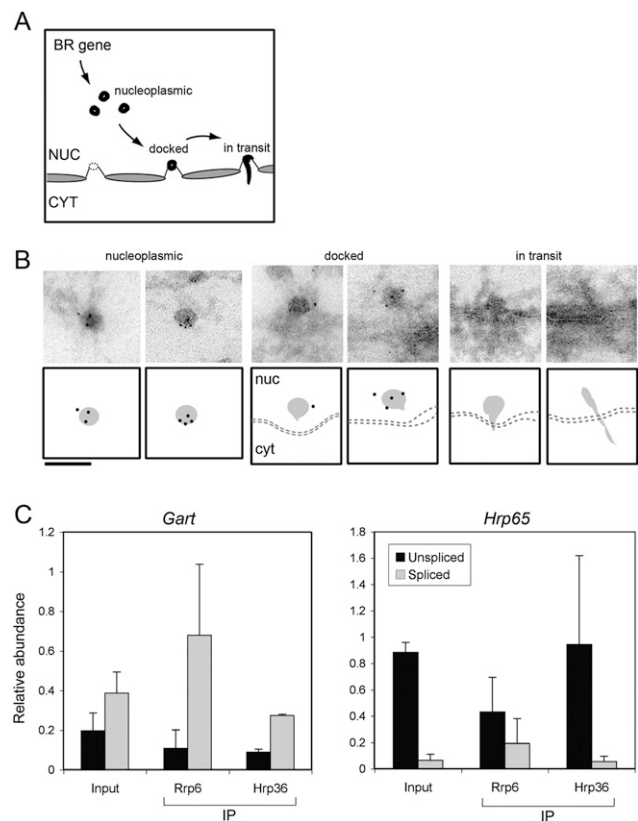 A
BR gene
nucleoplasmic
docked
in transit
NUC
CYT
B
nucleoplasmic
docked
in transit
nuc
cyt
C
Gart
Relative abundance
1.2
1
0.8
0.6
0.4
0.2
0
Input
Rrp6
Hrp36
IP
Hrp65
Unspliced
Spliced
1.8
1.6
1.4
1.2
1
0.8
0.6
0.4
0.2
0
Input
Rrp6
Hrp36
IP